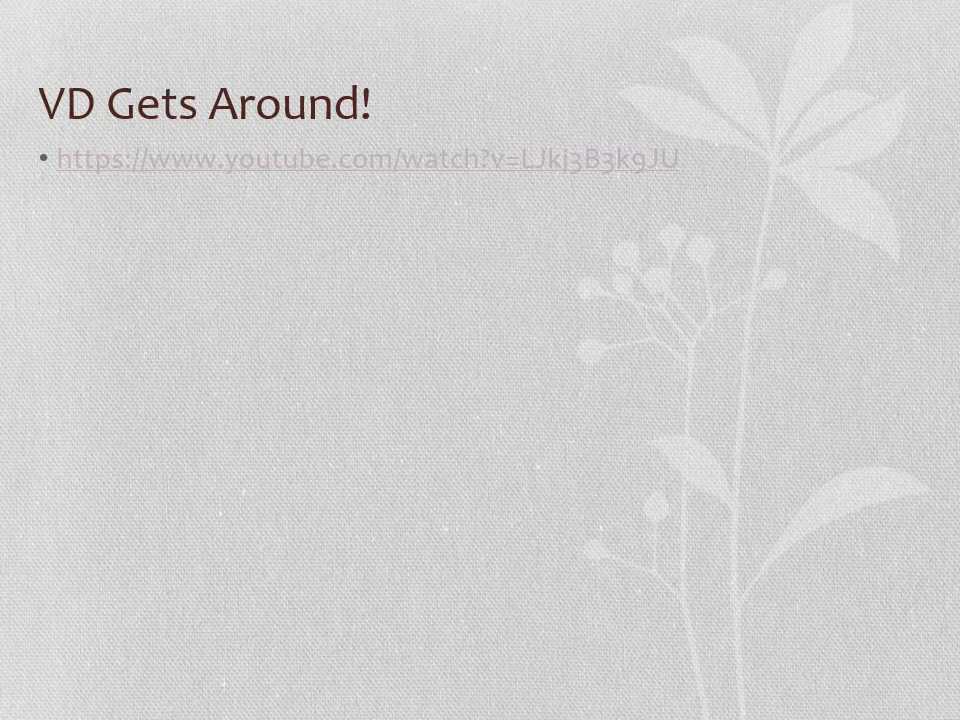 VD Gets Around!
• https://www.youtube.com/watch?v=LJkj3B3k9JU